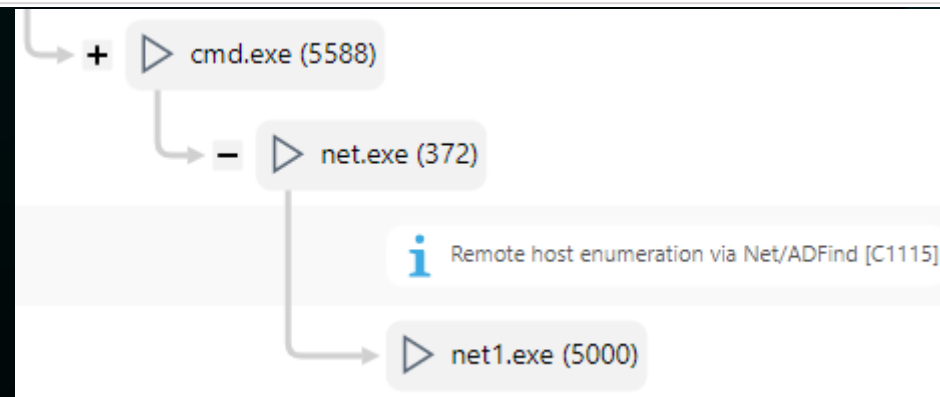 cmd.exe (5588)
net.exe (372)
Remote host enumeration via Net/ADFind [C1115]
net1.exe (5000)